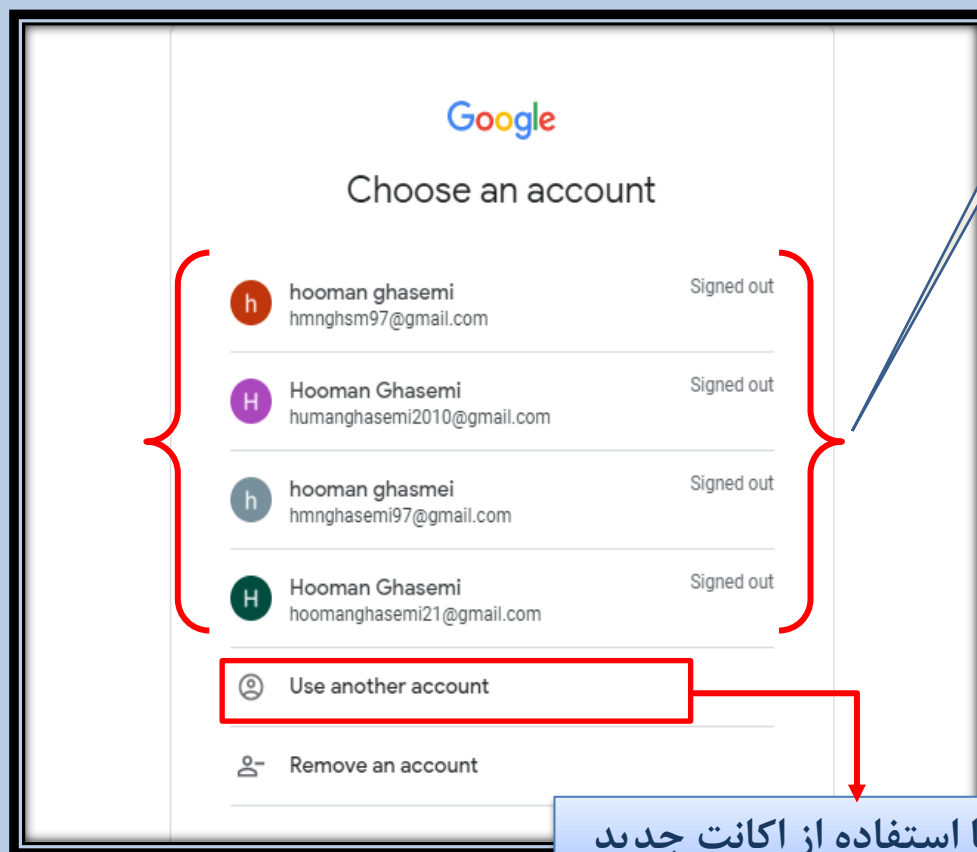 Google
Choose an account
h
hooman ghasemi
Signed out
hmnghsm97@gmail.com
H
Hooman Ghasemi
Signed out
humanghasemi2010@gmail.com
h
hooman ghasmei
Signed out
hmnghasemi97@gmail.com
H
Hooman Ghasemi
Signed out
hoomanghasemi21@gmail.com
Use another account
Remove an account
استفاده از اکانت جدید